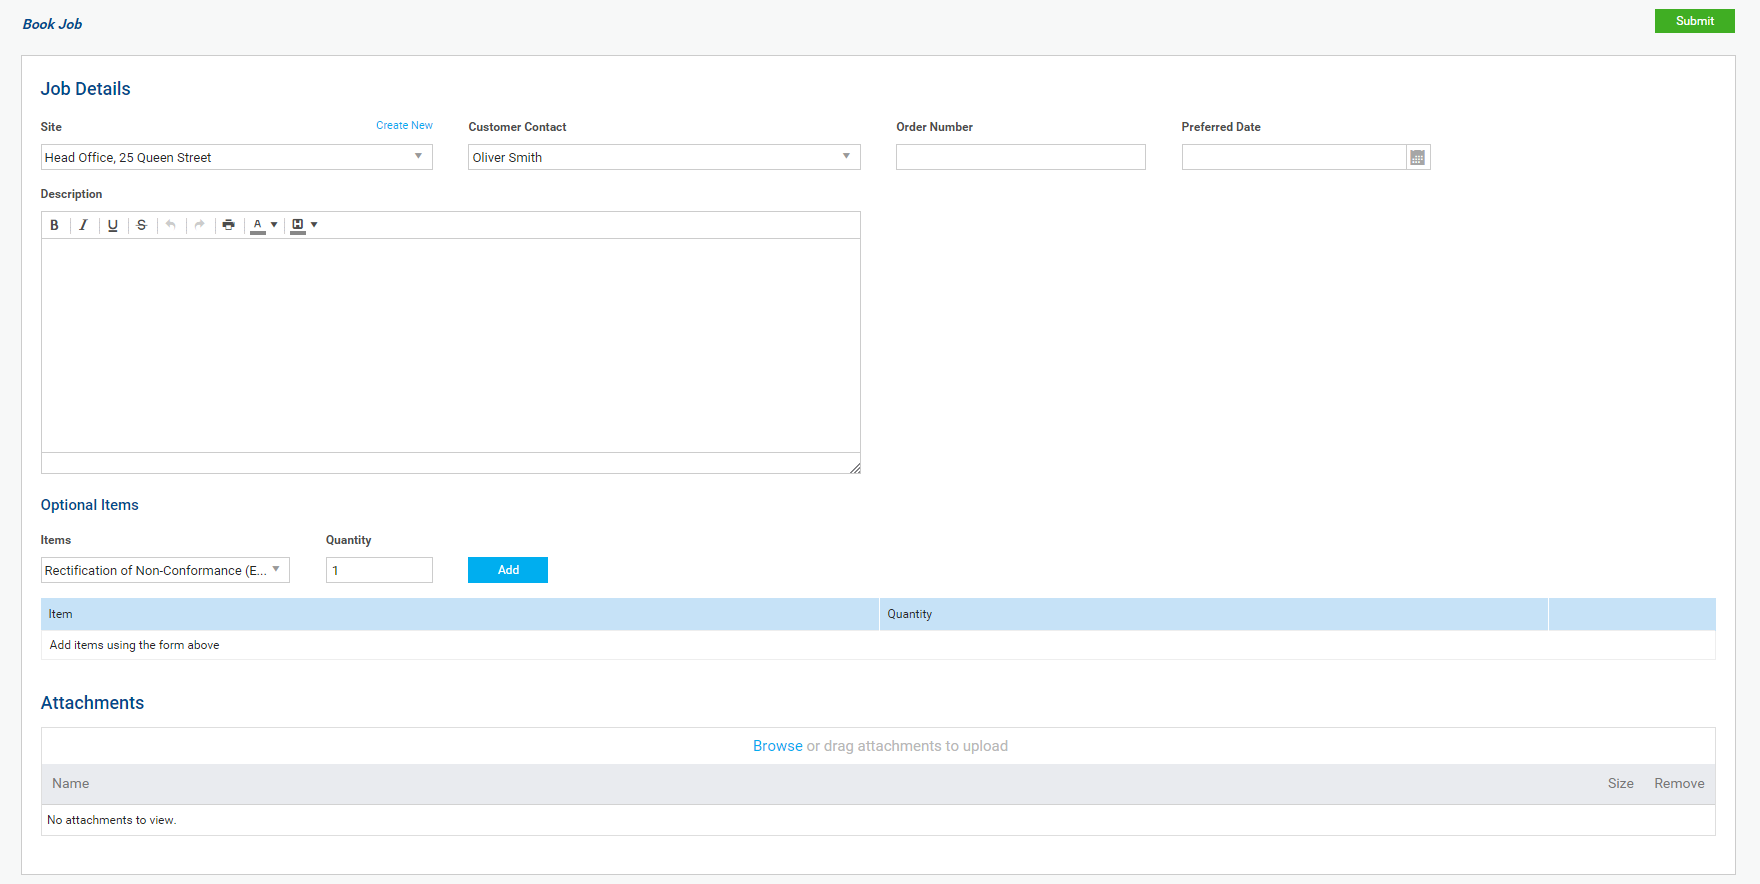 Book Job
Submit
Job Details
Site
Create New
Customer Contact
Order Number
Preferred Date
Head Office, 25 Queen Street
Oliver Smith
Description
B I U S A H
Optional Items
Items
Quantity
Rectification of Non-Conformance (E...
1
Add
Item
Quantity
Add items using the form above
Attachments
Browse or drag attachments to upload
Name
Size
Remove
No attachments to view.